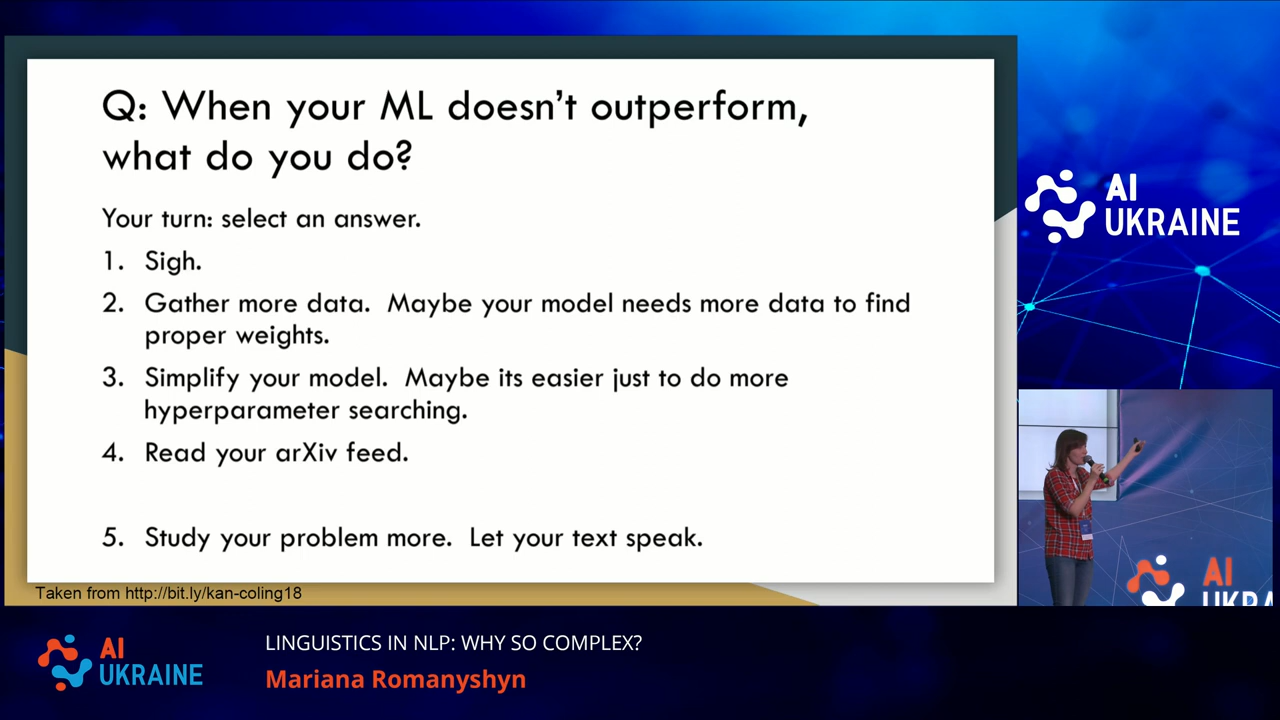 Q: When your ML doesn't outperform,
what do you do?
Your turn: select an answer.
1. Sigh.
2. Gather more data. Maybe your model needs more data to find
proper weights.
3. Simplify your model. Maybe its easier just to do more
hyperparameter searching.
4. Read your arXiv feed.
5. Study your problem more. Let your text speak.
Taken from http://bit.ly/kan-coling18
AI
UKRAINE
AI
UKRA
AI
UKRAINE
LINGUISTICS IN NLP: WHY SO COMPLEX?
Mariana Romanyshyn